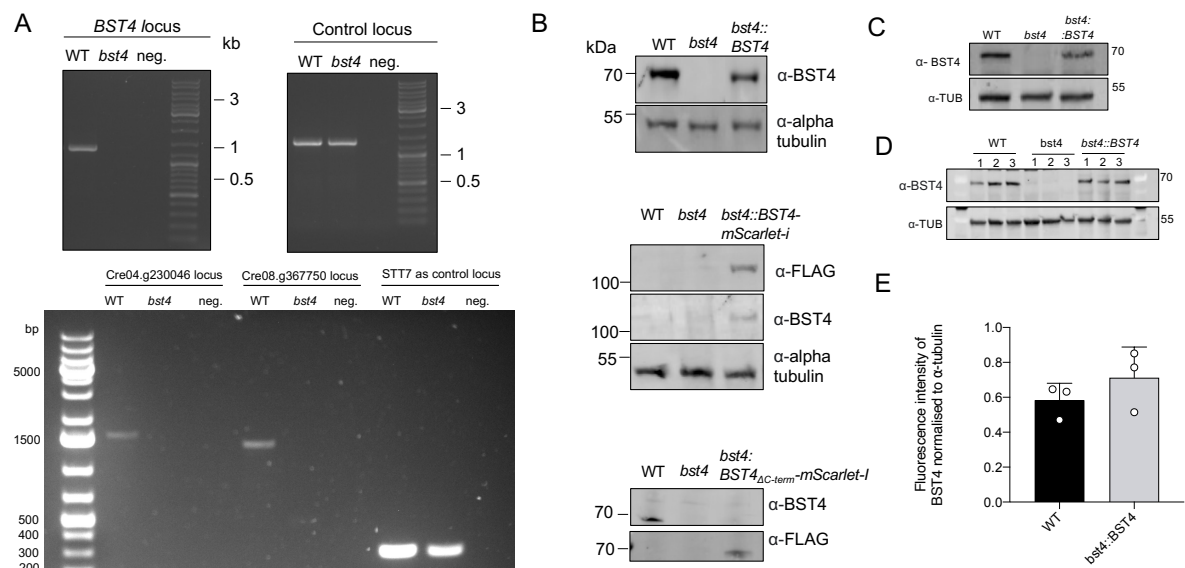 A
BST4 locus
WT bst4 neg.
kb
3
1
0.5
Control locus
WT bst4 neg.
3
1
0.5
Cre04.g230046 locus
Cre08.g367750 locus
STT7 as control locus
WT bst4 neg.
WT bst4 neg.
WT bst4 neg.
bp
5000
1500
500
400
300
200
B
kDa
WT bst4 bst4::
BST4
70
α-BST4
55
α-alpha
tubulin
WT bst4 bst4::BST4-
mScarlet-i
α-FLAG
100
α-BST4
100
55
α-alpha
tubulin
WT bst4 bst4:
BST4ΔC-term-mScarlet-I
α-BST4
70
α-FLAG
70
C
WT bst4 bst4:
:BST4
α- BST4
70
α-TUB
55
D
WT bst4 bst4::BST4
1 2 3 1 2 3 1 2 3
α-BST4
70
α-TUB
55
E
Fluorescence intensity of
BST4 normalised to α-tubulin
1.0
0.8
0.6
0.4
0.2
0.0
WT
bst4::BST4